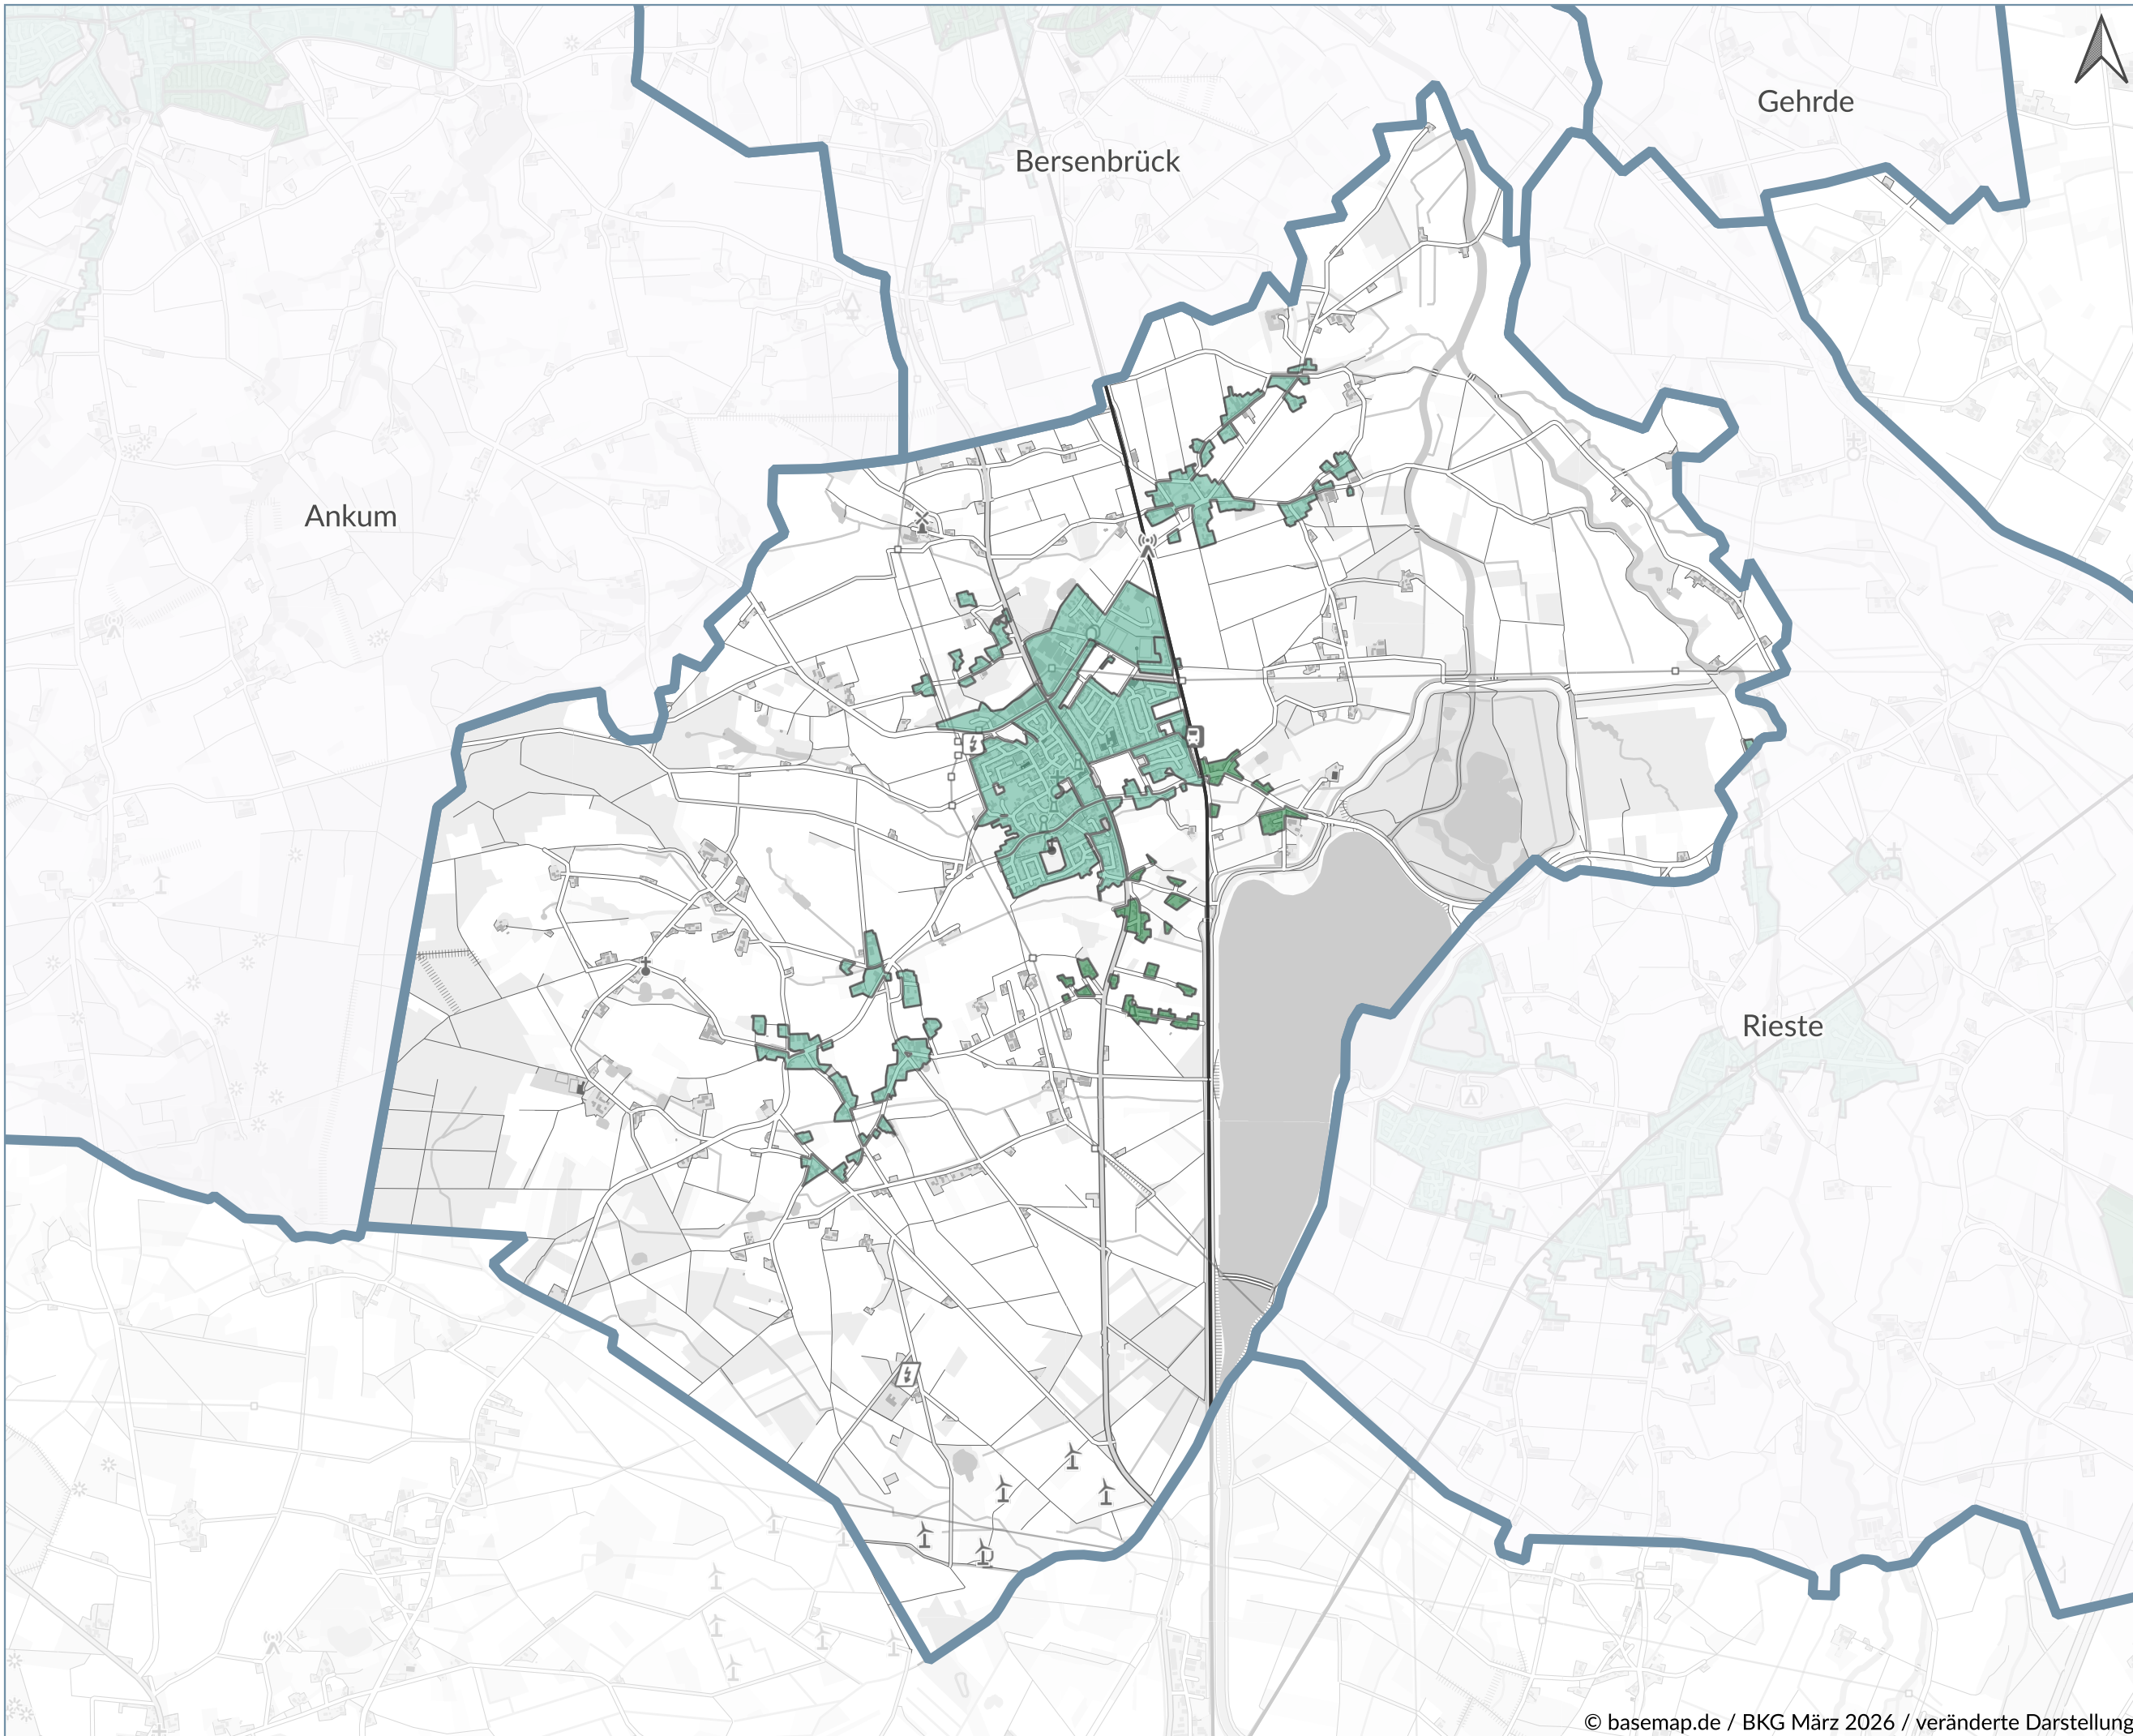 Gehrde
Bersenbrück
Ankum
Rieste
© basemap.de / BKG März 2026 / veränderte Darstellung